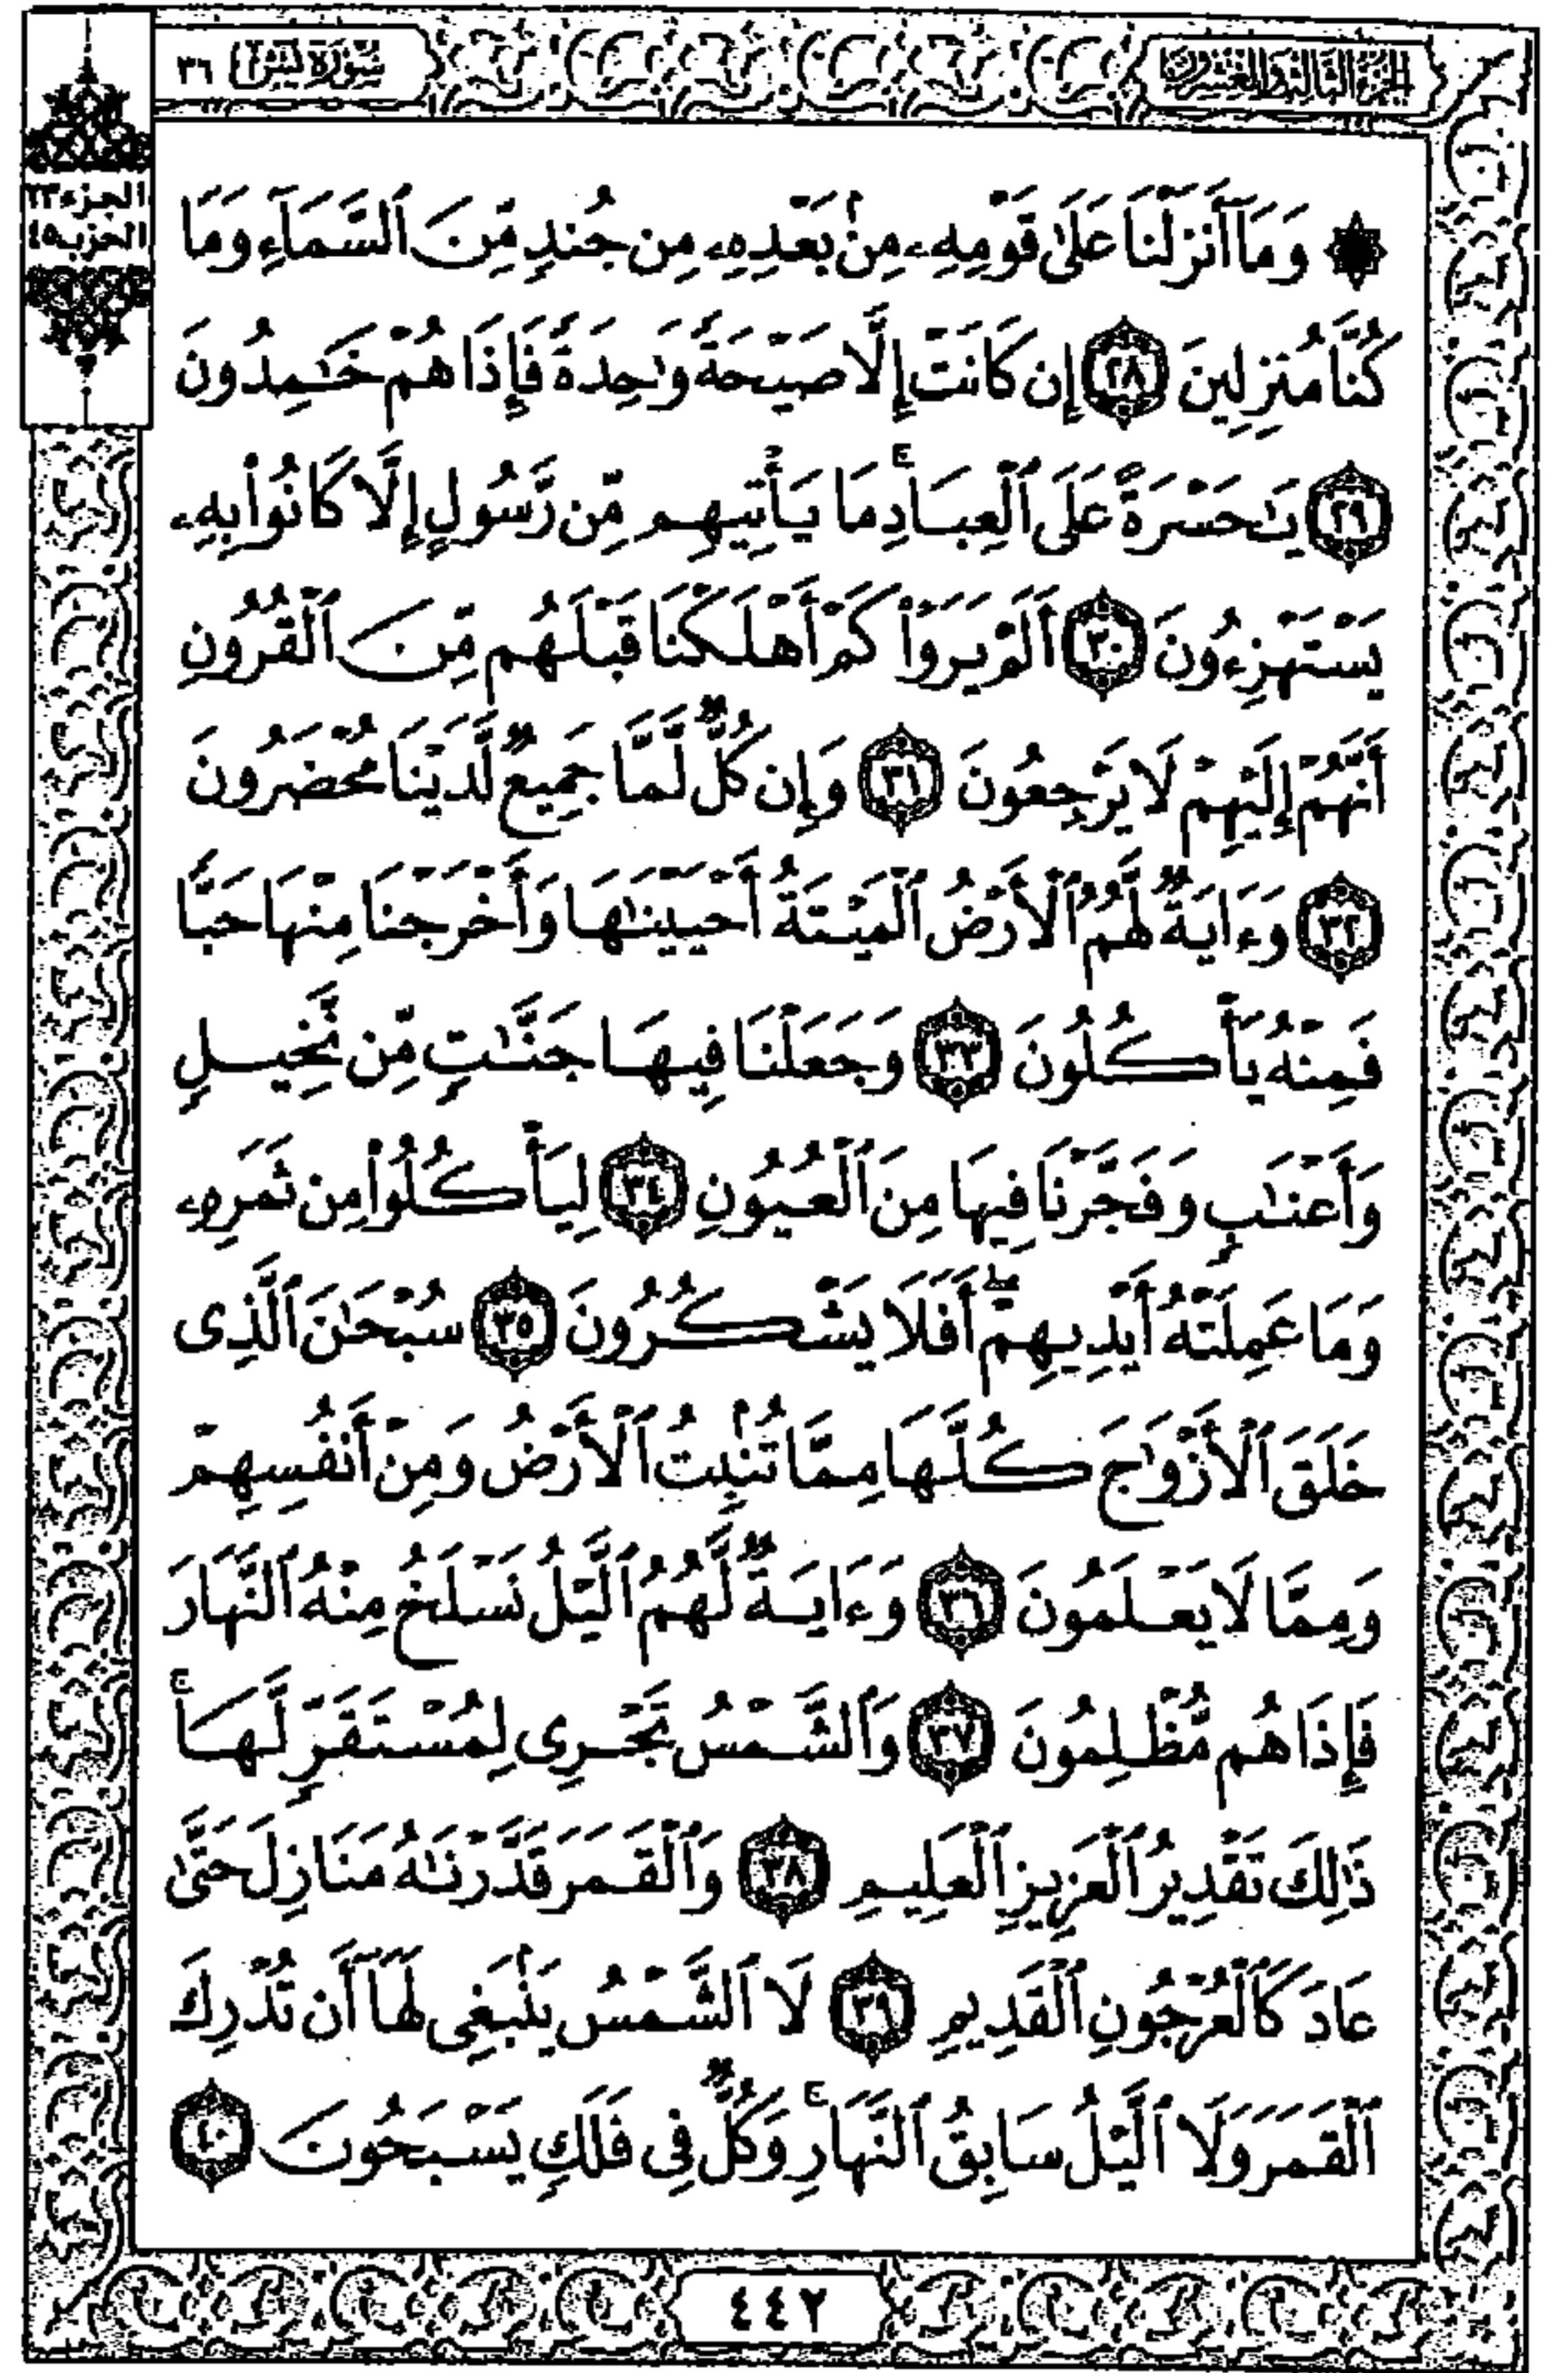 الجزء الثالث والعشرون
سورة يس ٣٦
الجزء ٢٣
الحزب ٤٥
۞ وَمَآ أَنزَلْنَا عَلَىٰ قَوْمِهِۦ مِنۢ بَعْدِهِۦ مِن جُندٍ مِّنَ ٱلسَّمَآءِ وَمَا
كُنَّا مُنزِلِينَ ٢٨ إِن كَانَتْ إِلَّا صَيْحَةً وَٰحِدَةً فَإِذَا هُمْ خَـٰمِدُونَ
٢٩ يَـٰحَسْرَةً عَلَى ٱلْعِبَادِ ۚ مَا يَأْتِيهِم مِّن رَّسُولٍ إِلَّا كَانُوا۟ بِهِۦ
يَسْتَهْزِءُونَ ٣٠ أَلَمْ يَرَوْا۟ كَمْ أَهْلَكْنَا قَبْلَهُم مِّنَ ٱلْقُرُونِ
أَنَّهُمْ إِلَيْهِمْ لَا يَرْجِعُونَ ٣١ وَإِن كُلٌّ لَّمَّا جَمِيعٌ لَّدَيْنَا مُحْضَرُونَ
٣٢ وَءَايَةٌ لَّهُمُ ٱلْأَرْضُ ٱلْمَيْتَةُ أَحْيَيْنَـٰهَا وَأَخْرَجْنَا مِنْهَا حَبًّا
فَمِنْهُ يَأْكُلُونَ ٣٣ وَجَعَلْنَا فِيهَا جَنَّـٰتٍ مِّن نَّخِيلٍ
وَأَعْنَـٰبٍ وَفَجَّرْنَا فِيهَا مِنَ ٱلْعُيُونِ ٣٤ لِيَأْكُلُوا۟ مِن ثَمَرِهِۦ
وَمَا عَمِلَتْهُ أَيْدِيهِمْ ۖ أَفَلَا يَشْكُرُونَ ٣٥ سُبْحَـٰنَ ٱلَّذِى
خَلَقَ ٱلْأَزْوَٰجَ كُلَّهَا مِمَّا تُنۢبِتُ ٱلْأَرْضُ وَمِنْ أَنفُسِهِمْ
وَمِمَّا لَا يَعْلَمُونَ ٣٦ وَءَايَةٌ لَّهُمُ ٱلَّيْلُ نَسْلَخُ مِنْهُ ٱلنَّهَارَ
فَإِذَا هُم مُّظْلِمُونَ ٣٧ وَٱلشَّمْسُ تَجْرِى لِمُسْتَقَرٍّ لَّهَا ۚ
ذَٰلِكَ تَقْدِيرُ ٱلْعَزِيزِ ٱلْعَلِيمِ ٣٨ وَٱلْقَمَرَ قَدَّرْنَـٰهُ مَنَازِلَ حَتَّىٰ
عَادَ كَٱلْعُرْجُونِ ٱلْقَدِيمِ ٣٩ لَا ٱلشَّمْسُ يَنۢبَغِى لَهَآ أَن تُدْرِكَ
ٱلْقَمَرَ وَلَا ٱلَّيْلُ سَابِقُ ٱلنَّهَارِ ۚ وَكُلٌّ فِى فَلَكٍ يَسْبَحُونَ ٤٠
٤٤٢